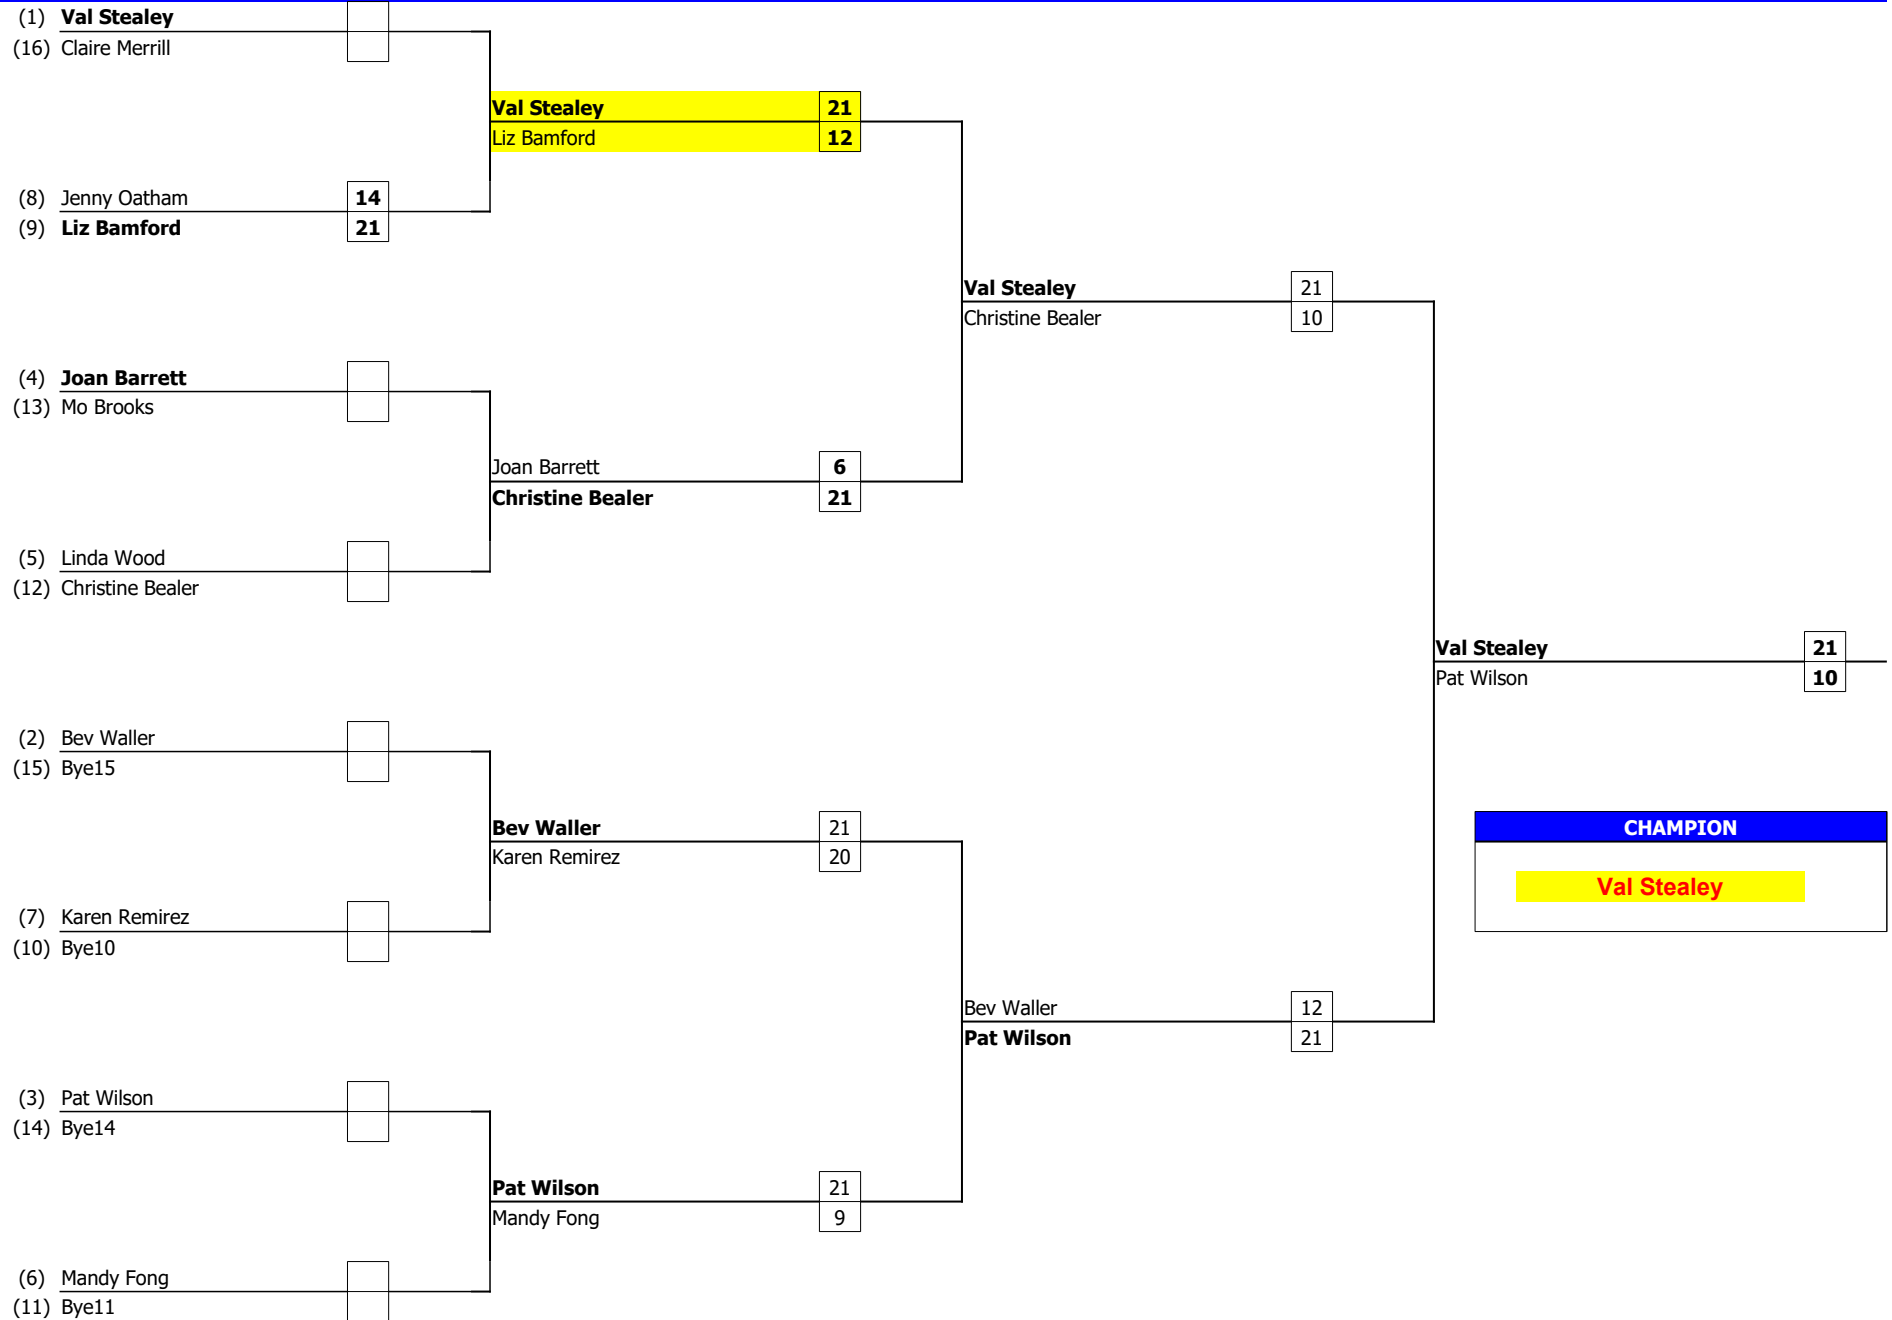 (1) Val Stealey
(16) Claire Merrill
Val Stealey 21
Liz Bamford 12
(8) Jenny Oatham 14
(9) Liz Bamford 21
Val Stealey 21
Christine Bealer 10
(4) Joan Barrett
(13) Mo Brooks
Joan Barrett 6
Christine Bealer 21
(5) Linda Wood
(12) Christine Bealer
Val Stealey 21
Pat Wilson 10
(2) Bev Waller
(15) Bye15
Bev Waller 21
Karen Remirez 20
CHAMPION
Val Stealey
(7) Karen Remirez
(10) Bye10
Bev Waller 12
Pat Wilson 21
(3) Pat Wilson
(14) Bye14
Pat Wilson 21
Mandy Fong 9
(6) Mandy Fong
(11) Bye11